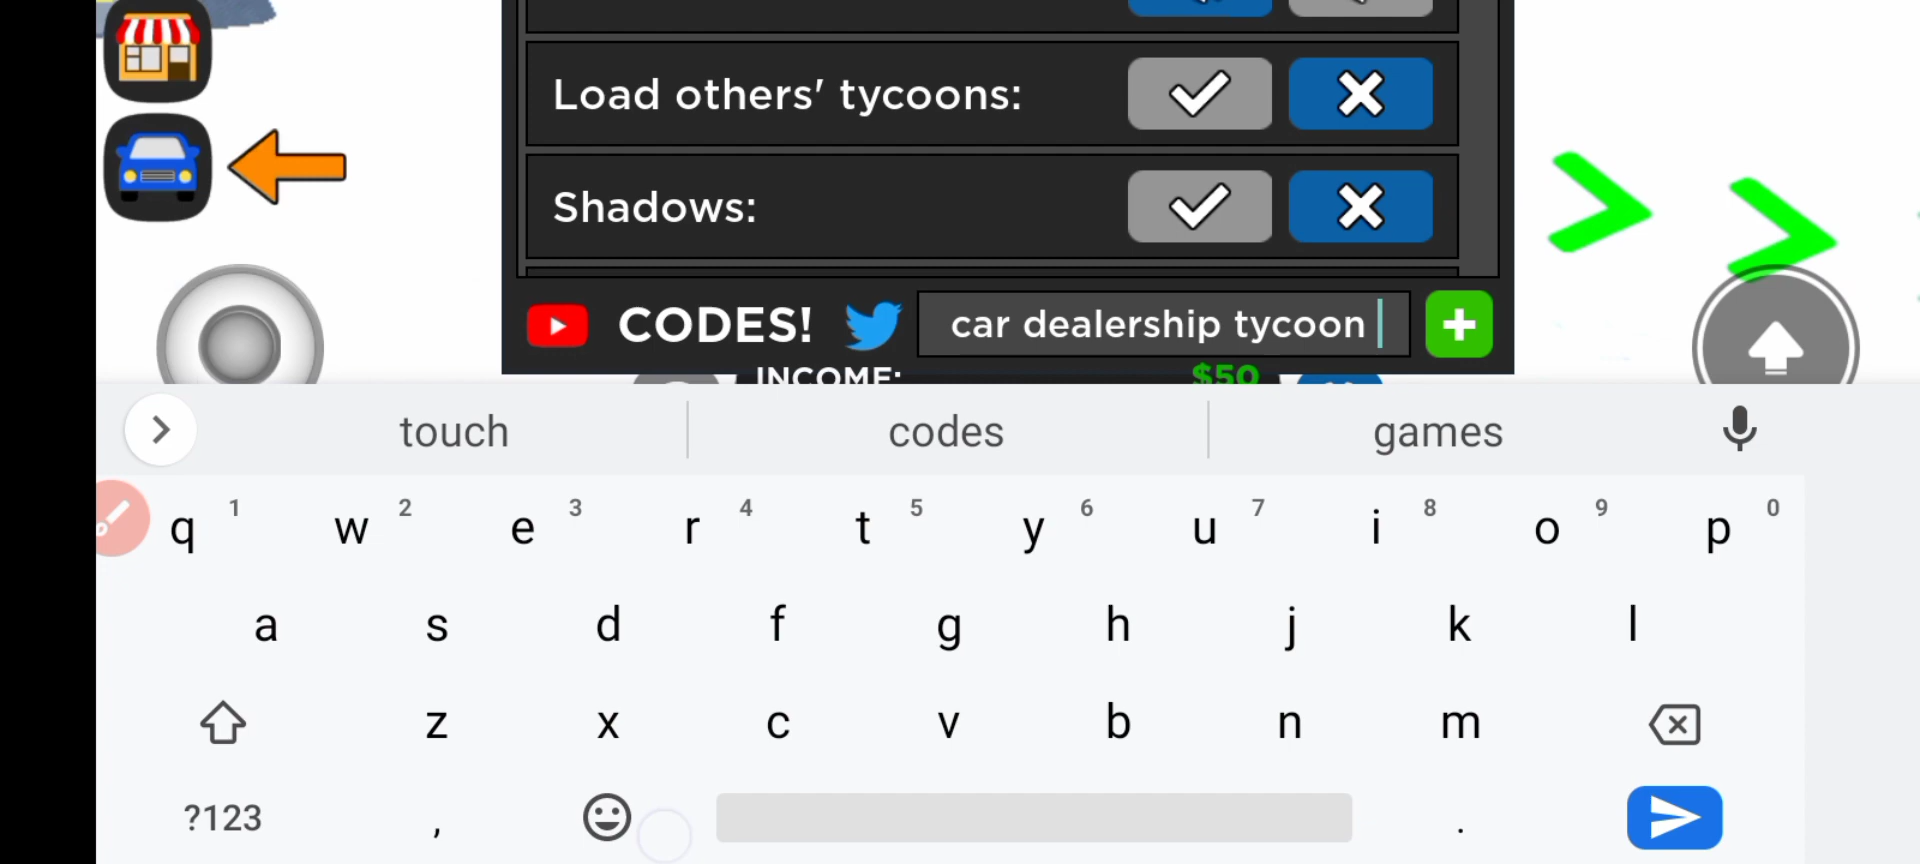 Load others' tycoons:
Shadows:
CODES!
car dealership tycoon
INCOME:
$50
touch
codes
games
q 1 w 2 e 3 r 4 t 5 y 6 u 7 i 8 o 9 p 0
a s d f g h j k l
z x c v b n m
?123 , .